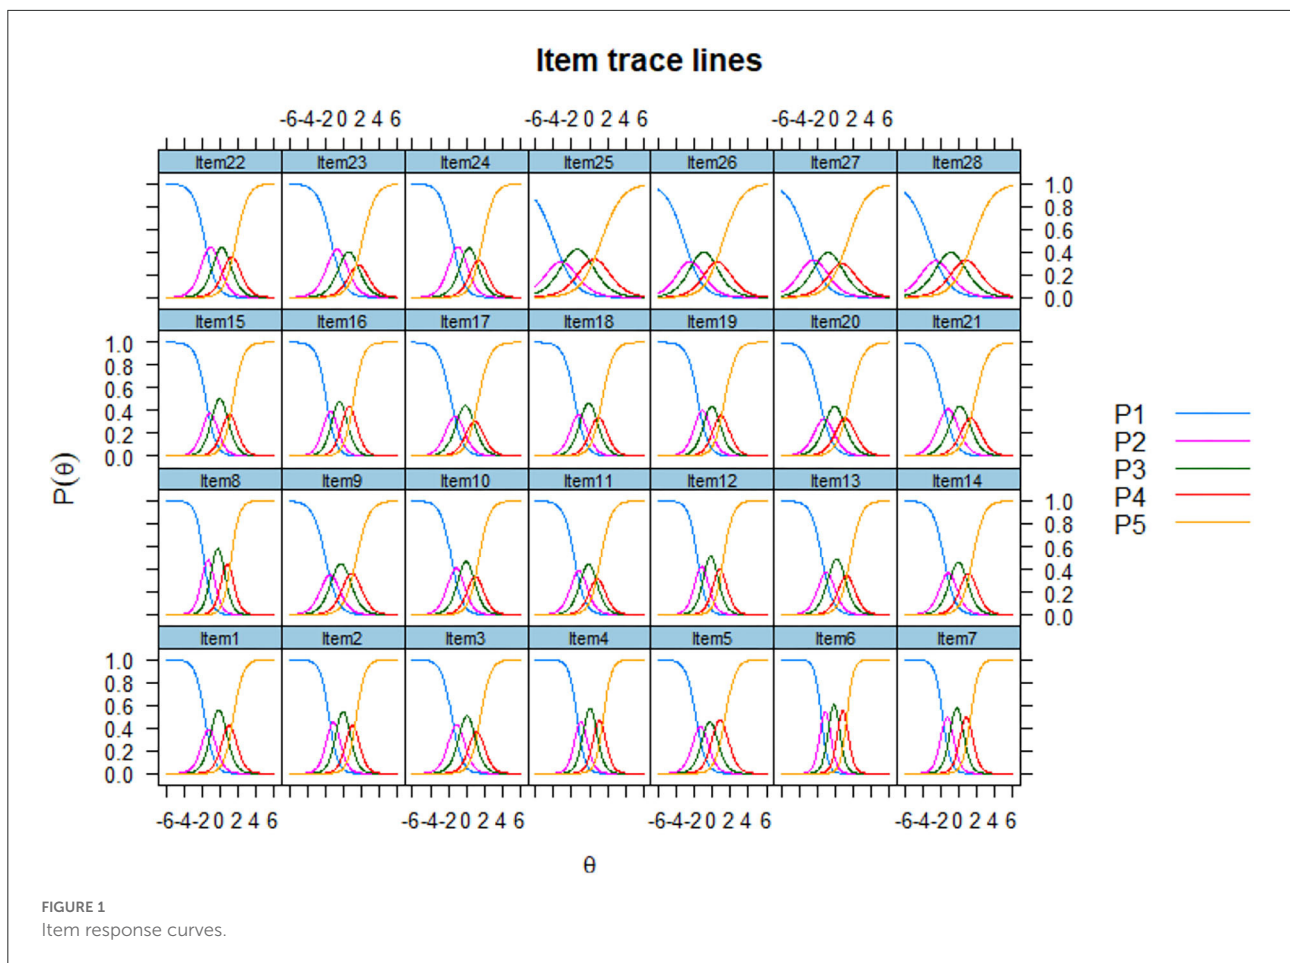 Item trace lines
-6-4-2 0 2 4 6 -6-4-2 0 2 4 6 -6-4-2 0 2 4 6
Item22 Item23 Item24 Item25 Item26 Item27 Item28
1.0
0.8
0.6
0.4
0.2
0.0
Item15 Item16 Item17 Item18 Item19 Item20 Item21
1.0
0.8
0.6
0.4
0.2
0.0
Item8 Item9 Item10 Item11 Item12 Item13 Item14
1.0
0.8
0.6
0.4
0.2
0.0
Item1 Item2 Item3 Item4 Item5 Item6 Item7
1.0
0.8
0.6
0.4
0.2
0.0
-6-4-2 0 2 4 6 -6-4-2 0 2 4 6 -6-4-2 0 2 4 6 -6-4-2 0 2 4 6
θ
P(θ)
P1
P2
P3
P4
P5
FIGURE 1
Item response curves.